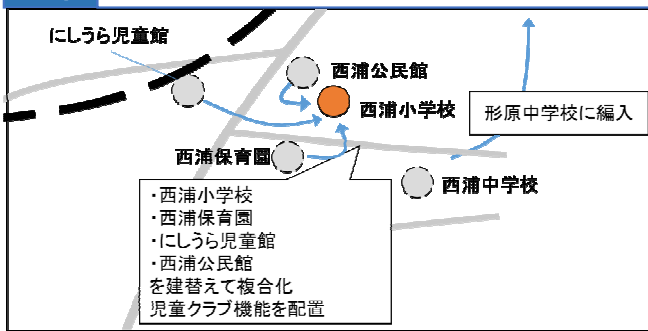 にしうら児童館
西浦公民館
西浦小学校
形原中学校に編入
西浦保育園
西浦中学校
・西浦小学校
・西浦保育園
・にしうら児童館
・西浦公民館
を建替えて複合化
児童クラブ機能を配置